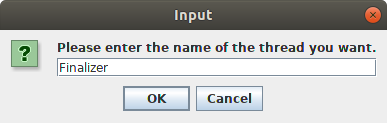 Input
Please enter the name of the thread you want.
Finalizer
OK Cancel